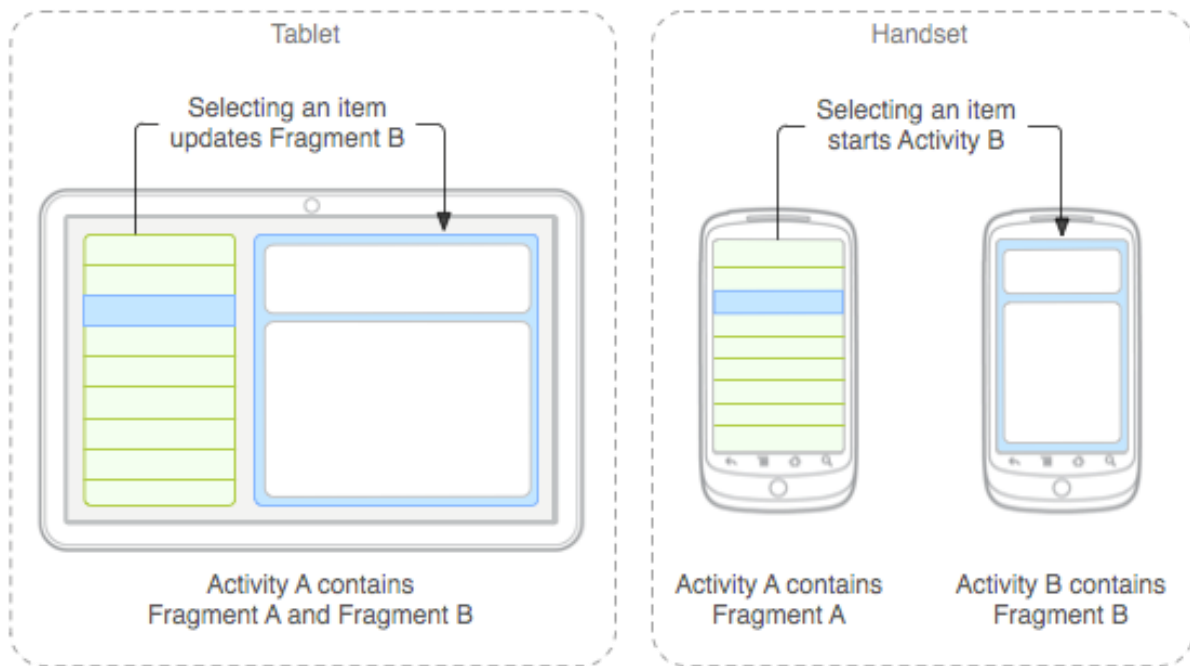 Tablet
Selecting an item
updates Fragment B
Activity A contains
Fragment A and Fragment B
Handset
Selecting an item
starts Activity B
Activity A contains
Fragment A
Activity B contains
Fragment B